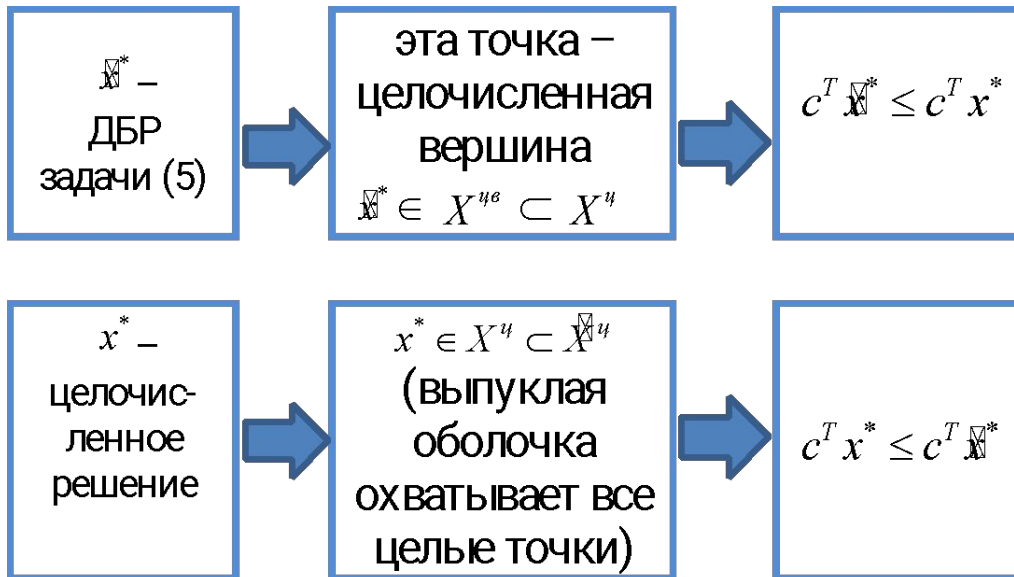 x̃* –
ДБР
задачи (5)
эта точка –
целочисленная
вершина
x̃* ∈ X^цв ⊂ X^ц
c^T x̃* ≤ c^T x*
x* –
целочис-
ленное
решение
x* ∈ X^ц ⊂ X̃^ц
(выпуклая
оболочка
охватывает все
целые точки)
c^T x* ≤ c^T x̃*